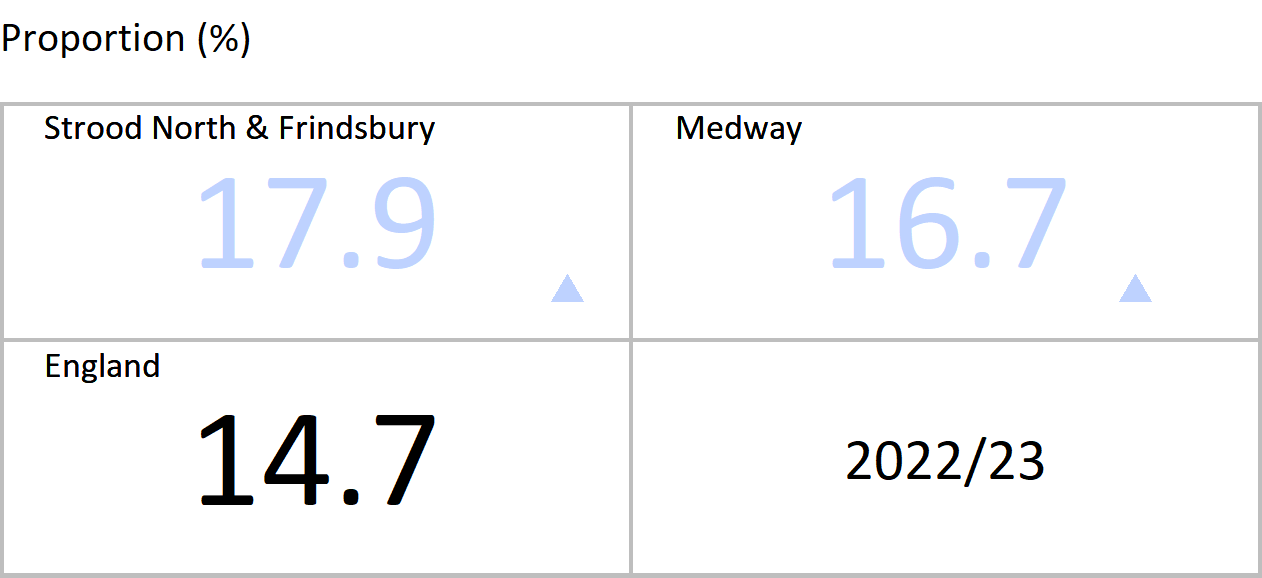 Proportion (%)
Strood North & Frindsbury
17.9
Medway
16.7
England
14.7
2022/23